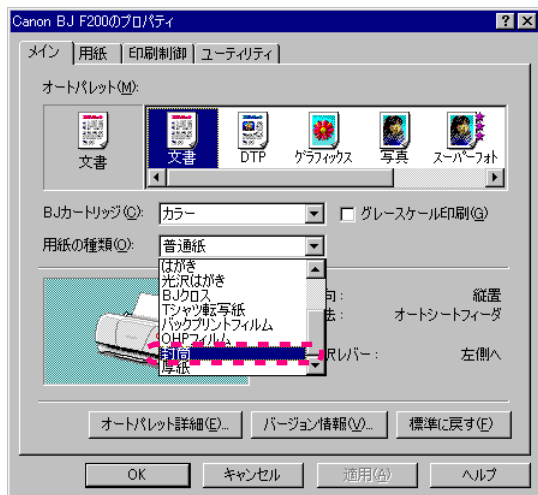 Canon BJ F200のプロパティ
メイン 用紙 印刷制御 ユーティリティ
オートパレット(M):
文書
文書 DTP グラフィックス 写真 スーパーフォト
BJカートリッジ(C): カラー グレースケール印刷(G)
用紙の種類(O): 普通紙
はがき
光沢はがき
BJクロス
Tシャツ転写紙
バックプリントフィルム
OHPフィルム
封筒
厚紙
向: 縦置
法: オートシートフィーダ
択レバー: 左側へ
オートパレット詳細(E)... バージョン情報(V)... 標準に戻す(F)
OK キャンセル 適用(A) ヘルプ